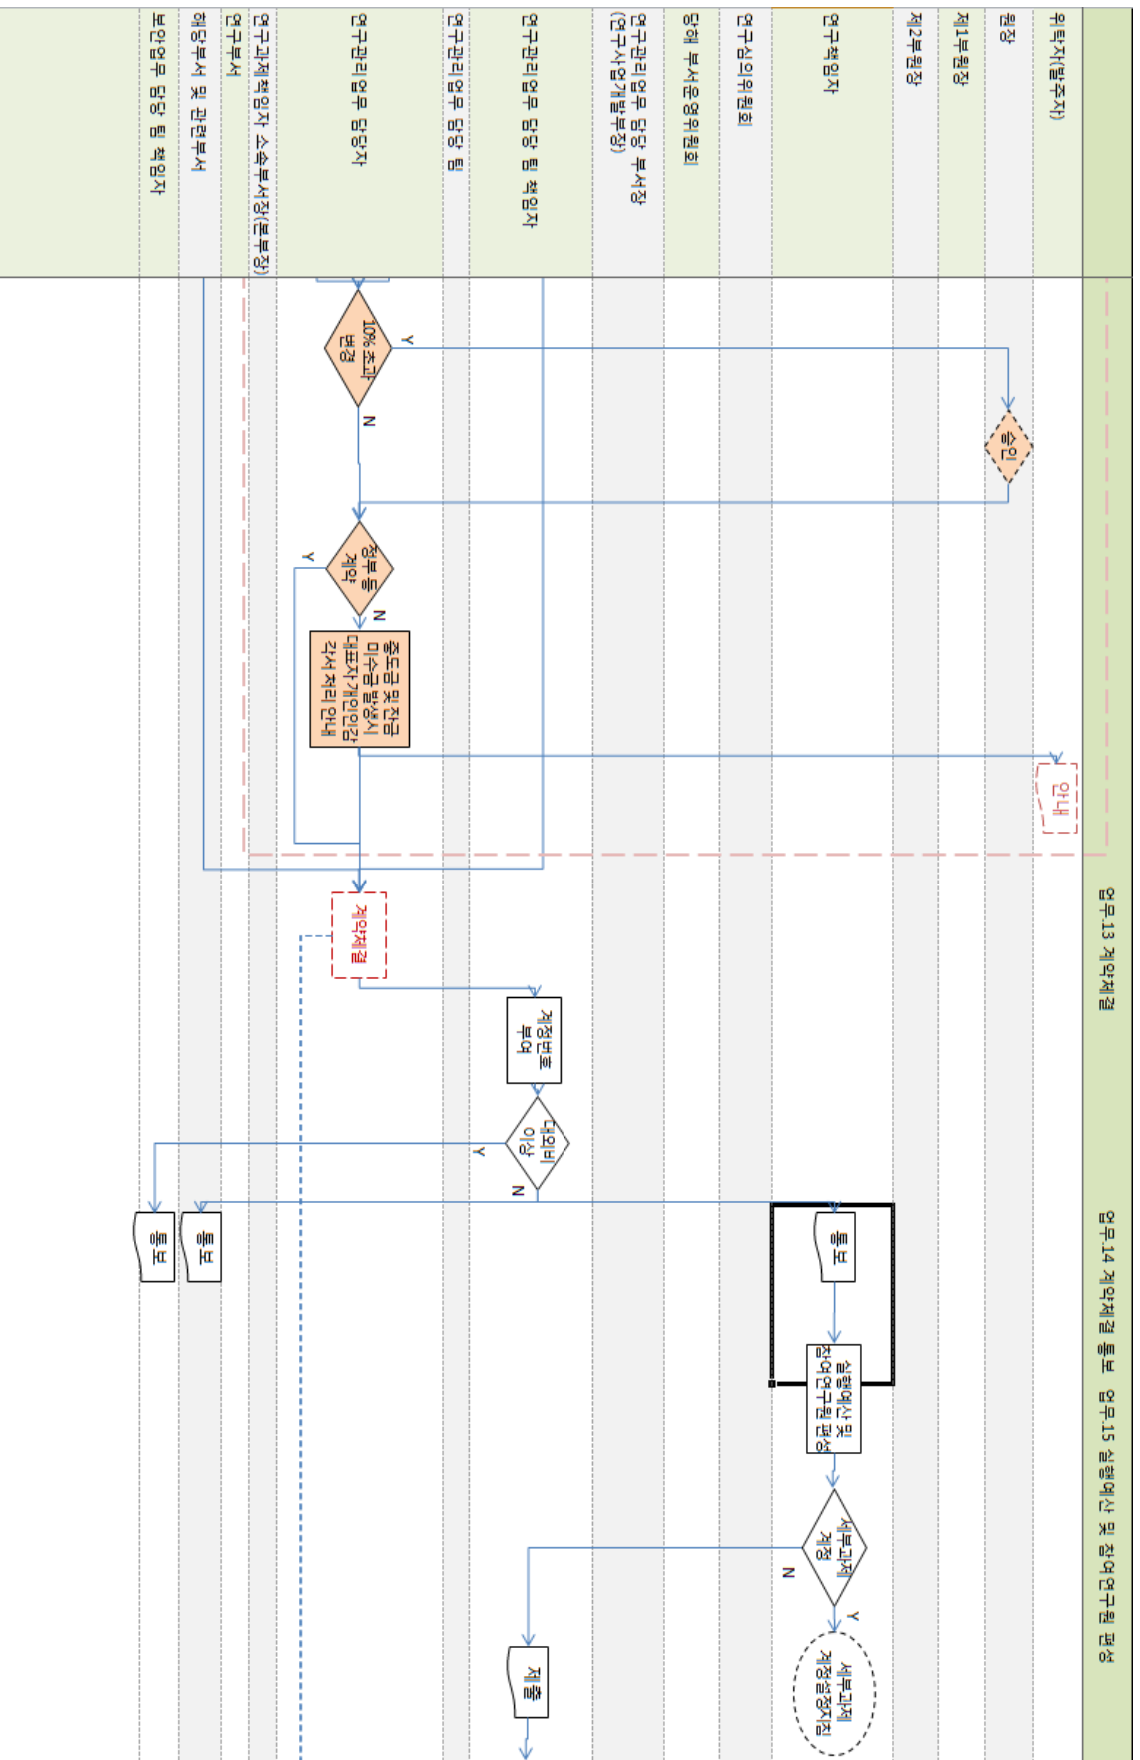 업무.13 계약체결
업무.14 계약체결 통보
업무.15 실행예산 및 참여연구원 편성
위탁자(발주자)
원장
제1부원장
제2부원장
연구책임자
연구심의위원회
당해 부서운영위원회
연구관리업무 담당 부서장
(연구사업개발부장)
연구관리업무 담당 팀 책임자
연구관리업무 담당 팀
연구관리업무 담당자
연구과제책임자 소속부서장(본부장)
연구부서
해당부서 및 관련부서
보안업무 담당 팀 책임자
10% 초과
변경
Y
N
승인
정부 등
계약
Y
N
중도금 및 잔금
미수금 발생시
대표자 개인인감
각서 처리 안내
안내
계약체결
계정번호
부여
대외비
이상
Y
N
통보
통보
통보
실행예산 및
참여연구원 편성
세부과제
계정
N
Y
세부과제
계정설정지침
제출